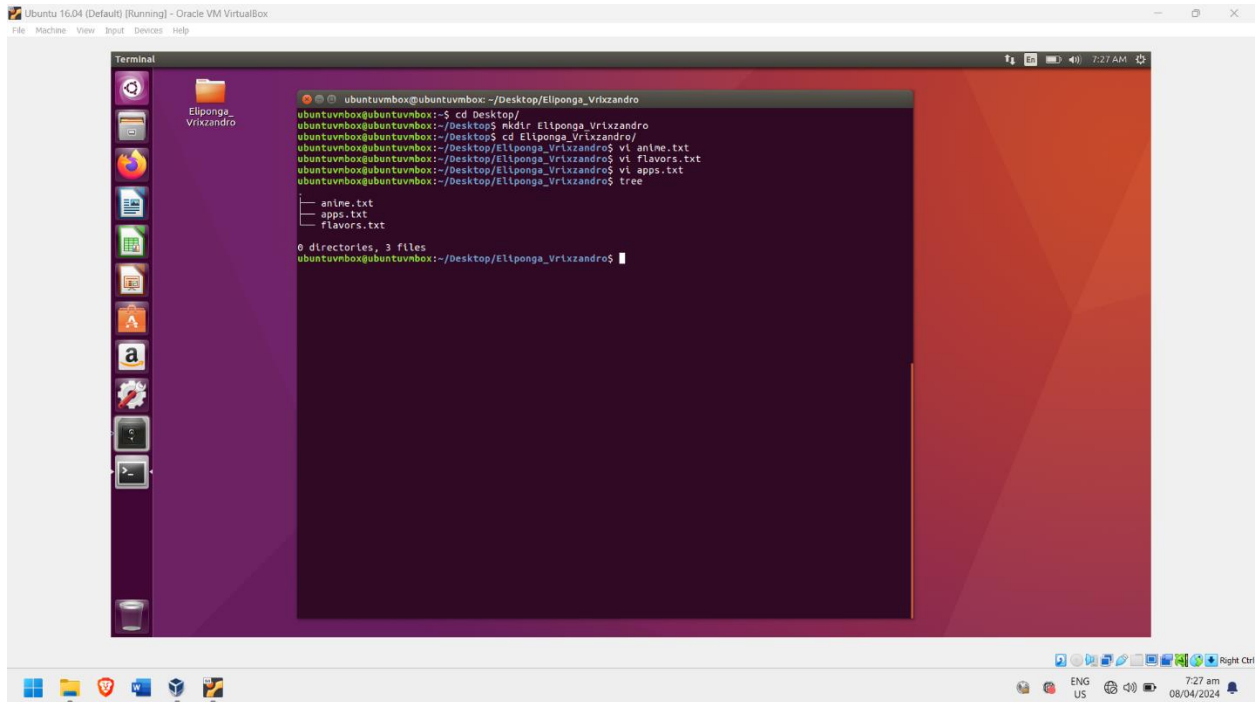 Ubuntu 16.04 (Default) [Running] - Oracle VM VirtualBox
File Machine View Input Devices Help
Terminal
En
7:27 AM
Eliponga_
Vrixzandro
ubuntuvmbox@ubuntuvmbox: ~/Desktop/Eliponga_Vrixzandro
ubuntuvmbox@ubuntuvmbox:~$ cd Desktop/
ubuntuvmbox@ubuntuvmbox:~/Desktop$ mkdir Eliponga_Vrixzandro
ubuntuvmbox@ubuntuvmbox:~/Desktop$ cd Eliponga_Vrixzandro/
ubuntuvmbox@ubuntuvmbox:~/Desktop/Eliponga_Vrixzandro$ vi anime.txt
ubuntuvmbox@ubuntuvmbox:~/Desktop/Eliponga_Vrixzandro$ vi flavors.txt
ubuntuvmbox@ubuntuvmbox:~/Desktop/Eliponga_Vrixzandro$ vi apps.txt
ubuntuvmbox@ubuntuvmbox:~/Desktop/Eliponga_Vrixzandro$ tree
.
├── anime.txt
├── apps.txt
└── flavors.txt
0 directories, 3 files
ubuntuvmbox@ubuntuvmbox:~/Desktop/Eliponga_Vrixzandro$
Right Ctrl
ENG
US
7:27 am
08/04/2024